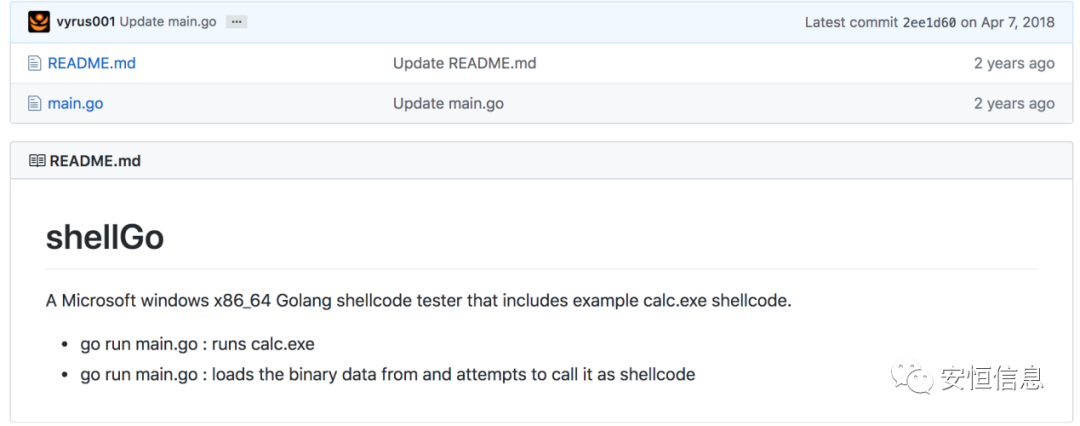 vyrus001 Update main.go ... Latest commit 2ee1d60 on Apr 7, 2018
README.md Update README.md 2 years ago
main.go Update main.go 2 years ago
README.md
shellGo
A Microsoft windows x86_64 Golang shellcode tester that includes example calc.exe shellcode.
• go run main.go : runs calc.exe
• go run main.go : loads the binary data from and attempts to call it as shellcode
安恒信息